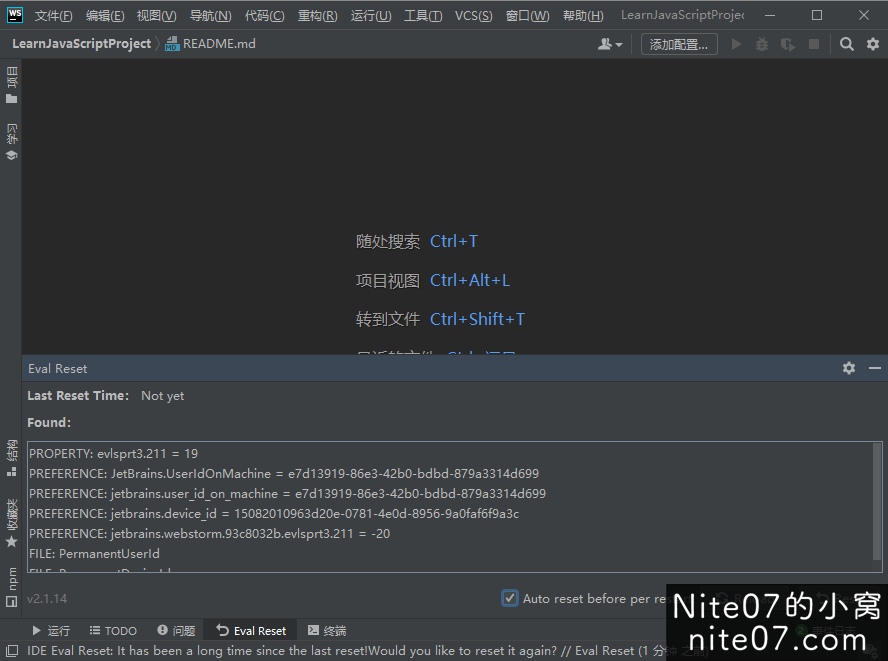 WS 文件(F) 编辑(E) 视图(V) 导航(N) 代码(C) 重构(R) 运行(U) 工具(T) VCS(S) 窗口(W) 帮助(H) LearnJavaScriptProjec
LearnJavaScriptProject README.md 添加配置...
项目
学习
随处搜索 Ctrl+T
项目视图 Ctrl+Alt+L
转到文件 Ctrl+Shift+T
Eval Reset
Last Reset Time: Not yet
Found:
结构
收藏夹
npm
PROPERTY: evlsprt3.211 = 19
PREFERENCE: JetBrains.UserIdOnMachine = e7d13919-86e3-42b0-bdbd-879a3314d699
PREFERENCE: jetbrains.user_id_on_machine = e7d13919-86e3-42b0-bdbd-879a3314d699
PREFERENCE: jetbrains.device_id = 15082010963d20e-0781-4e0d-8956-9a0faf6f9a3c
PREFERENCE: jetbrains.webstorm.93c8032b.evlsprt3.211 = -20
FILE: PermanentUserId
v2.1.14 Auto reset before per res
Nite07的小窝
nite07.com
运行 TODO 问题 Eval Reset 终端
IDE Eval Reset: It has been a long time since the last reset!Would you like to reset it again? // Eval Reset (1 分钟